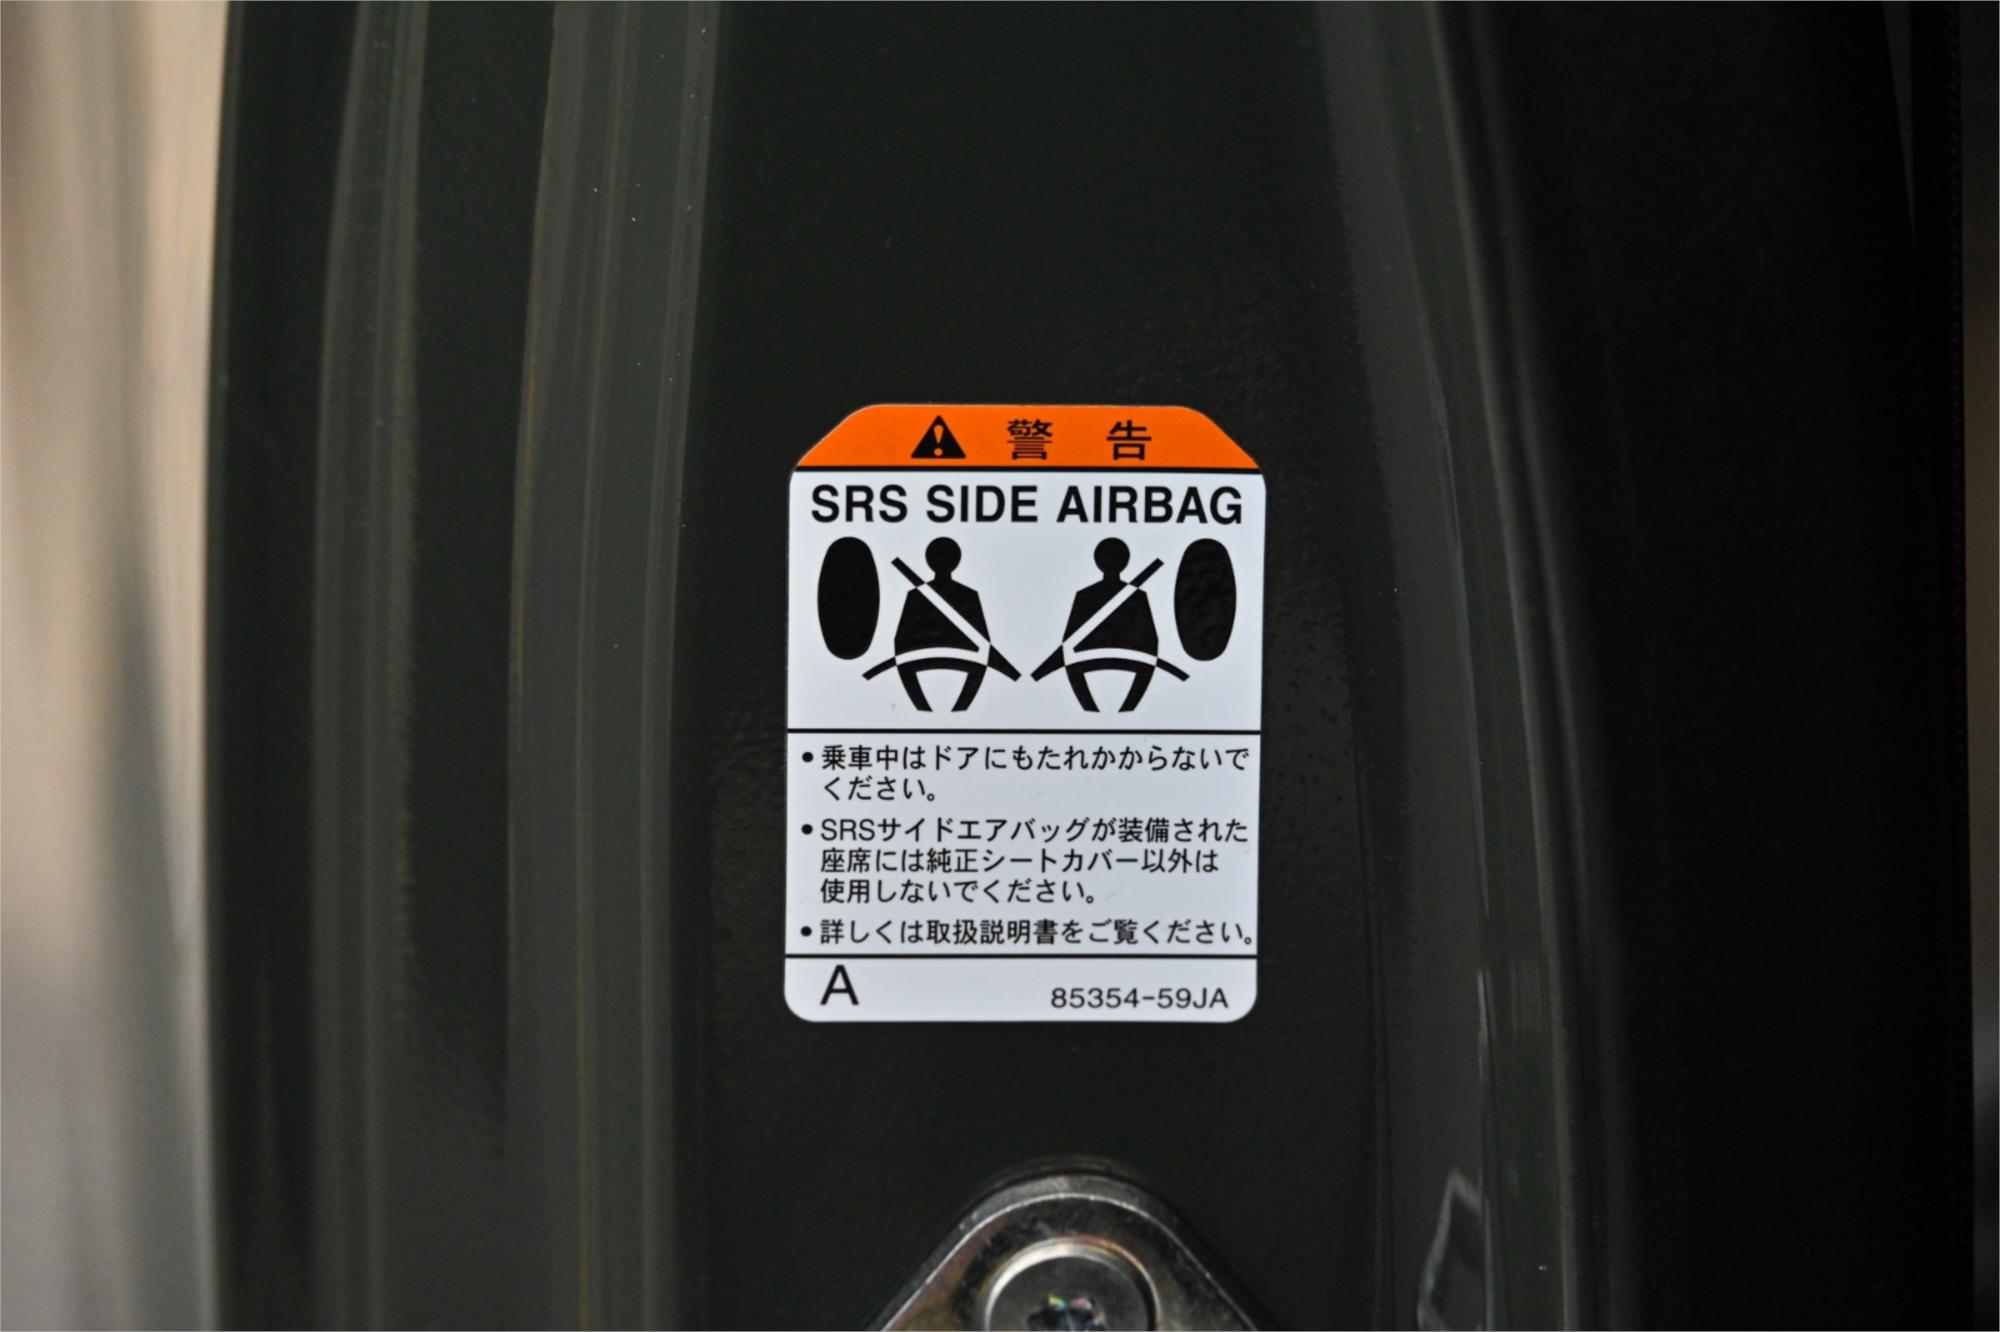 警 告
SRS SIDE AIRBAG
•乗車中はドアにもたれかからないで
ください。
•SRSサイドエアバッグが装備された
座席には純正シートカバー以外は
使用しないでください。
•詳しくは取扱説明書をご覧ください。
A 85354-59JA